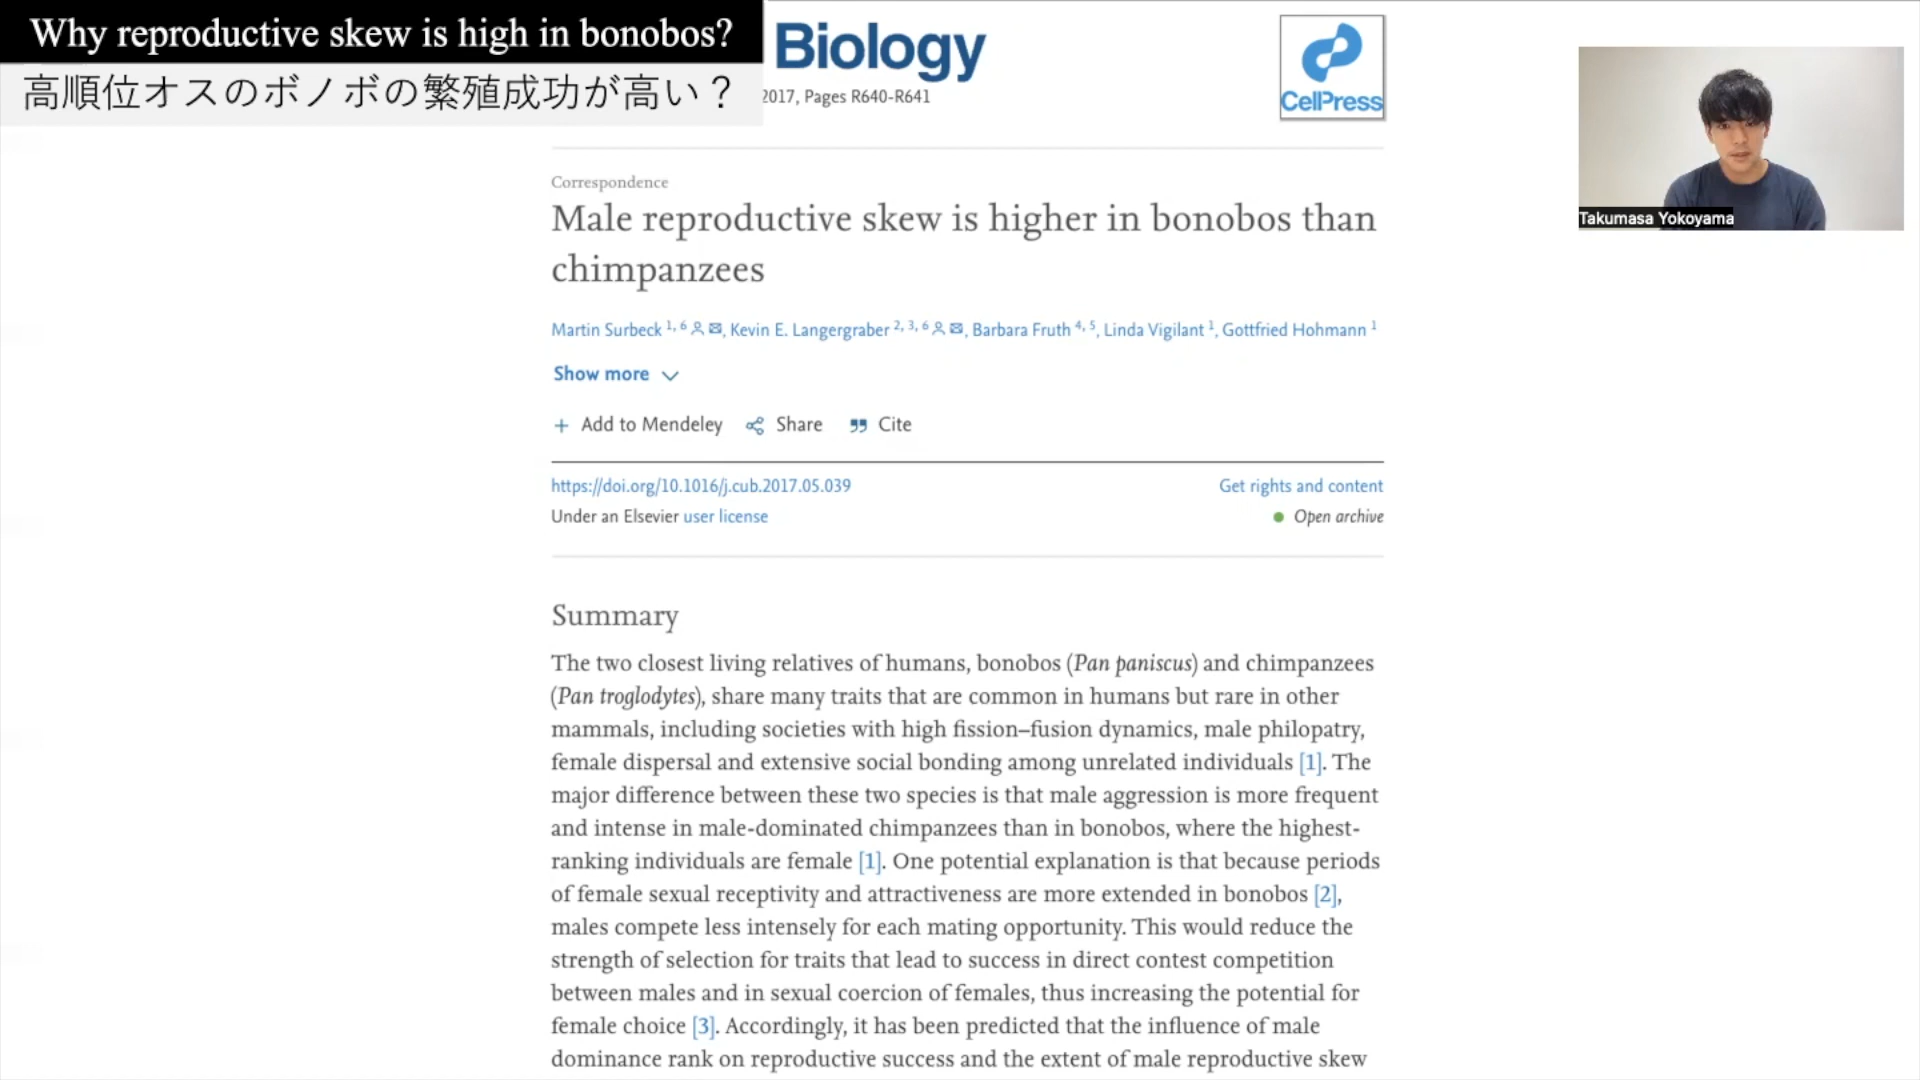 Why reproductive skew is high in bonobos?
高順位オスのボノボの繁殖成功が高い？
Biology
2017, Pages R640-R641
CellPress
Takumasa Yokoyama
Correspondence
Male reproductive skew is higher in bonobos than
chimpanzees
Martin Surbeck 1, 6, Kevin E. Langergraber 2, 3, 6, Barbara Fruth 4, 5, Linda Vigilant 1, Gottfried Hohmann 1
Show more
+ Add to Mendeley Share Cite
https://doi.org/10.1016/j.cub.2017.05.039 Get rights and content
Under an Elsevier user license Open archive
Summary
The two closest living relatives of humans, bonobos (Pan paniscus) and chimpanzees
(Pan troglodytes), share many traits that are common in humans but rare in other
mammals, including societies with high fission–fusion dynamics, male philopatry,
female dispersal and extensive social bonding among unrelated individuals [1]. The
major difference between these two species is that male aggression is more frequent
and intense in male-dominated chimpanzees than in bonobos, where the highest-
ranking individuals are female [1]. One potential explanation is that because periods
of female sexual receptivity and attractiveness are more extended in bonobos [2],
males compete less intensely for each mating opportunity. This would reduce the
strength of selection for traits that lead to success in direct contest competition
between males and in sexual coercion of females, thus increasing the potential for
female choice [3]. Accordingly, it has been predicted that the influence of male
dominance rank on reproductive success and the extent of male reproductive skew